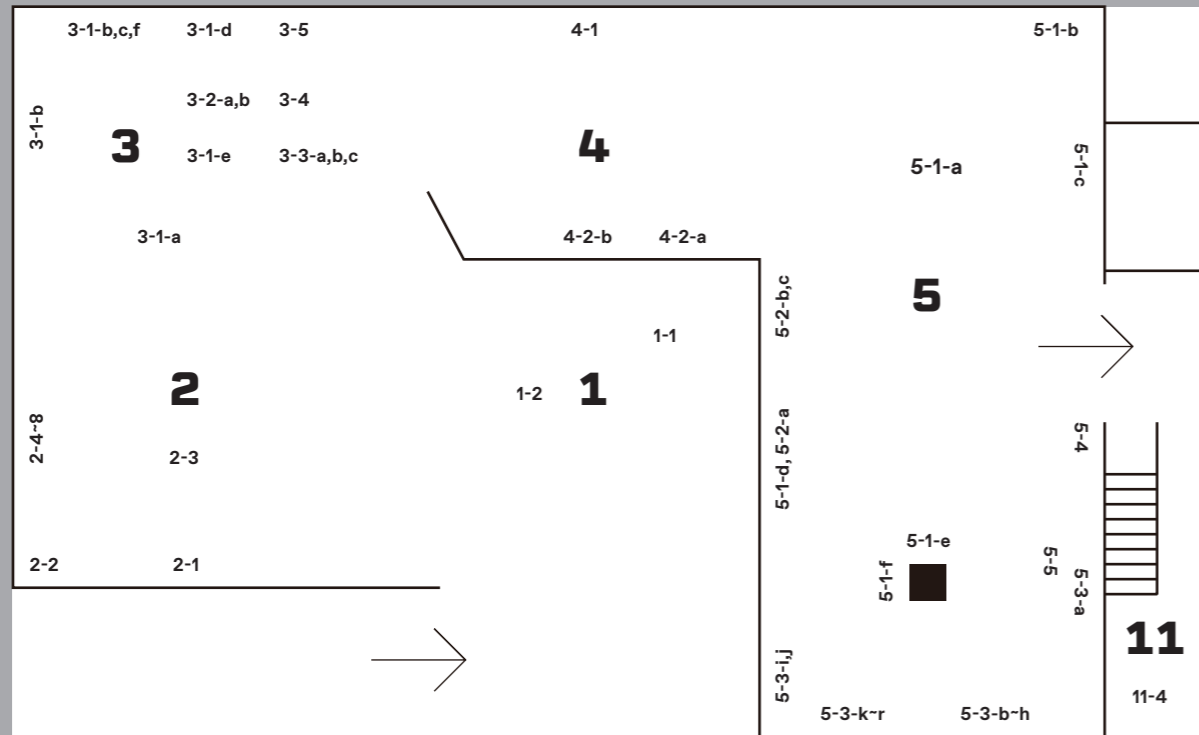 3-1-b,c,f 3-1-d 3-5 4-1 5-1-b
3-2-a,b 3-4
3-1-b
3 3-1-e 3-3-a,b,c 4 5-1-a 5-1-c
3-1-a 4-2-b 4-2-a
5-2-b,c 5
1-1
2 1-2 1
2-4~8 2-3 5-1-d, 5-2-a 5-4
2-2 2-1 5-1-e
5-1-f 5-5 5-3-a
11
5-3-i,j 11-4
5-3-k~r 5-3-b~h